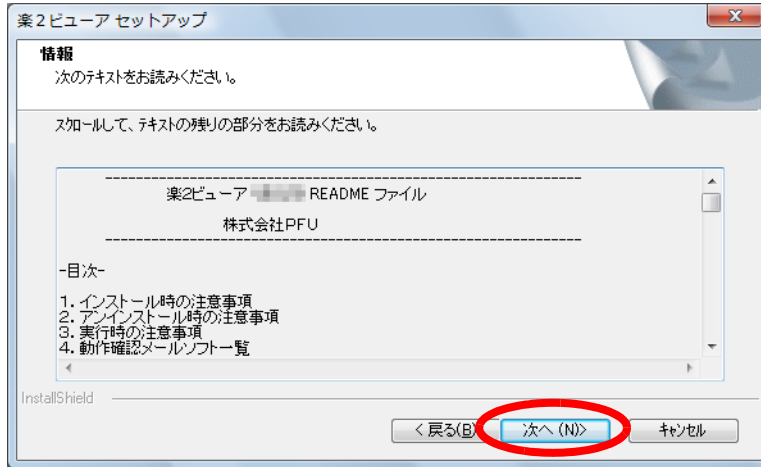 楽2ビューア セットアップ
情報
次のテキストをお読みください。
スクロールして、テキストの残りの部分をお読みください。
------------------------------------------------------------
楽2ビューア README ファイル
株式会社PFU
------------------------------------------------------------
-目次-
1. インストール時の注意事項
2. アンインストール時の注意事項
3. 実行時の注意事項
4. 動作確認メールソフト一覧
InstallShield
< 戻る(B) 次へ (N)> キャンセル